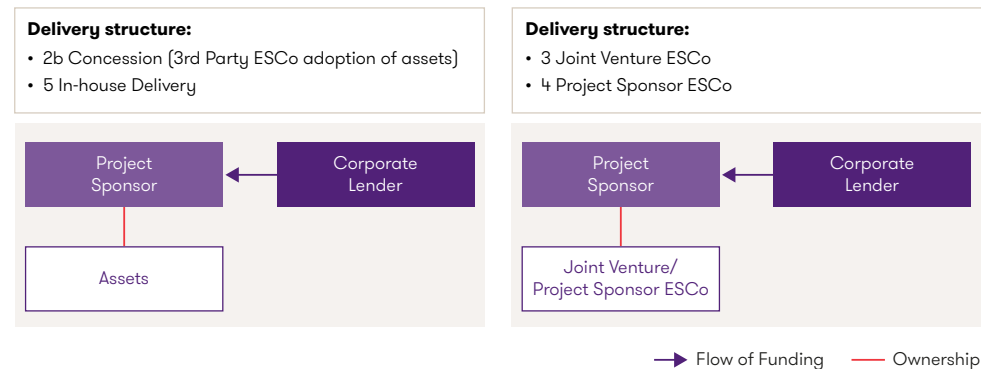 Delivery structure:
• 2b Concession (3rd Party ESCo adoption of assets)
• 5 In-house Delivery
Project
Sponsor
Corporate
Lender
Assets
Delivery structure:
• 3 Joint Venture ESCo
• 4 Project Sponsor ESCo
Project
Sponsor
Corporate
Lender
Joint Venture/
Project Sponsor ESCo
Flow of Funding
Ownership